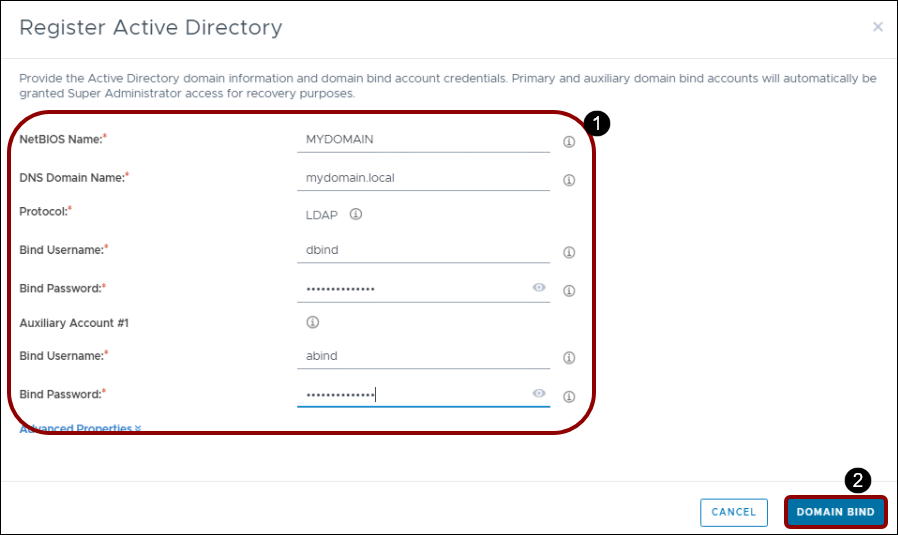 Register Active Directory
×
Provide the Active Directory domain information and domain bind account credentials. Primary and auxiliary domain bind accounts will automatically be
granted Super Administrator access for recovery purposes.
1
NetBIOS Name:* MYDOMAIN
DNS Domain Name:* mydomain.local
Protocol:* LDAP
Bind Username:* dbind
Bind Password:* ••••••••••••••
Auxiliary Account #1
Bind Username:* abind
Bind Password:* ••••••••••••••
Advanced Properties
2
CANCEL DOMAIN BIND